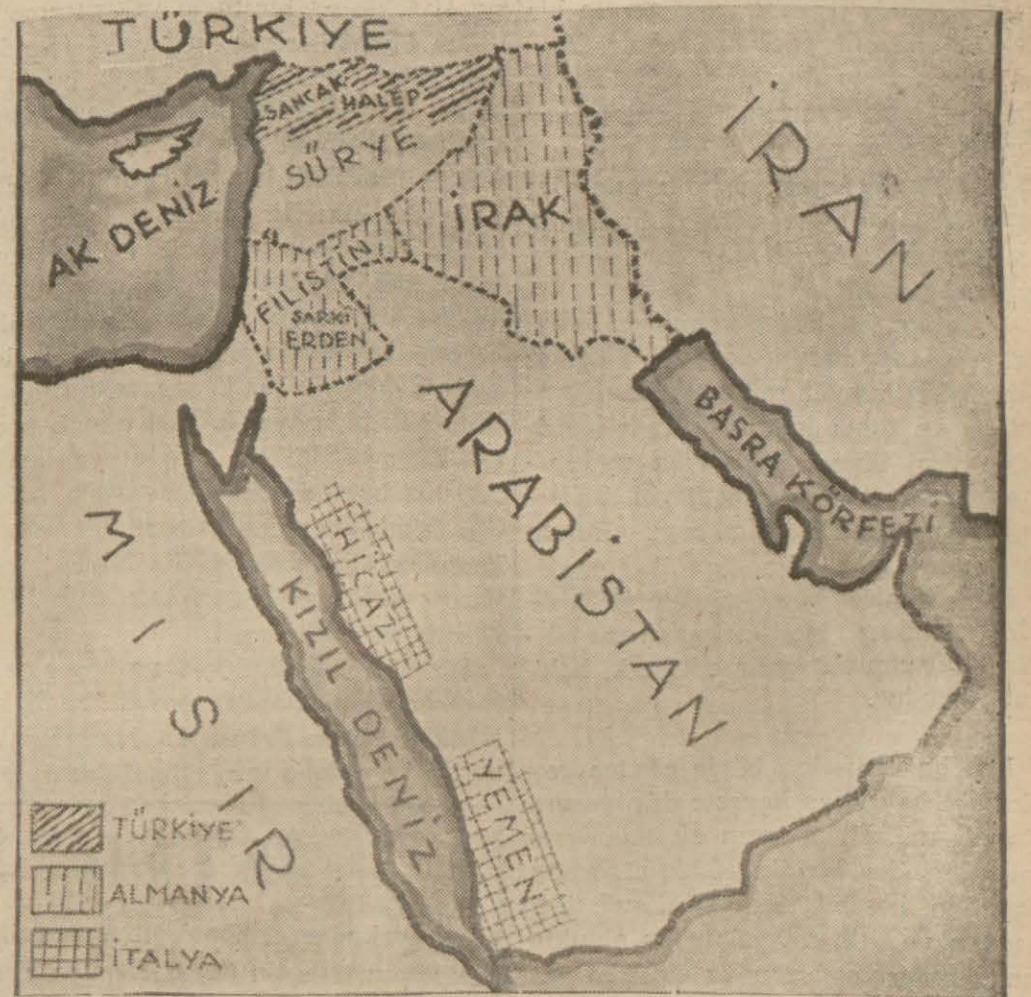 TÜRKİYE
SANCAK
HALEP
SÜRYE
İRAN
AK DENİZ
İRAK
FİLİSTİN
ŞARKİ
ERDEN
ARABİSTAN
BASRA KÖRFEZİ
MISIR
HİCAZ
KIZIL DENİZ
YEMEN
TÜRKİYE
ALMANYA
İTALYA